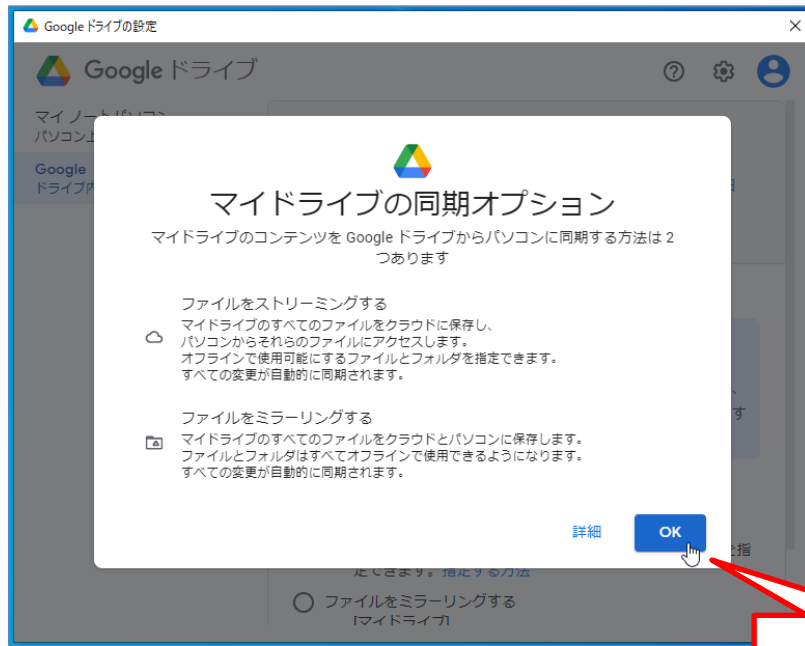 Google ドライブの設定
Google ドライブ
マイ ノートパソコン
パソコン上
Google
ドライブ内
マイドライブの同期オプション
マイドライブのコンテンツを Google ドライブからパソコンに同期する方法は 2
つあります
ファイルをストリーミングする
マイドライブのすべてのファイルをクラウドに保存し、
パソコンからそれらのファイルにアクセスします。
オフラインで使用可能にするファイルとフォルダを指定できます。
すべての変更が自動的に同期されます。
ファイルをミラーリングする
マイドライブのすべてのファイルをクラウドとパソコンに保存します。
ファイルとフォルダはすべてオフラインで使用できるようになります。
すべての変更が自動的に同期されます。
詳細
OK
を指
定できます。指定する方法
ファイルをミラーリングする
[マイドライブ]